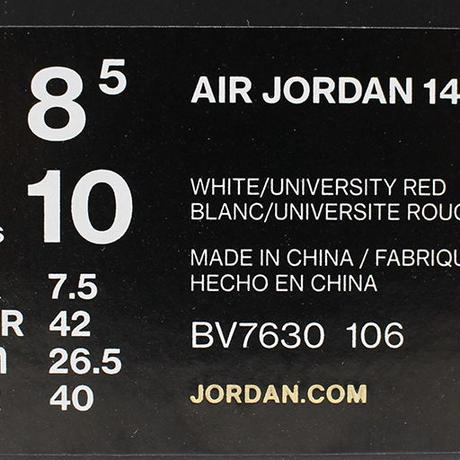 8 5
AIR JORDAN 14
WHITE/UNIVERSITY RED
BLANC/UNIVERSITE ROUG
10
MADE IN CHINA / FABRIQU
HECHO EN CHINA
7.5
R 42
BV7630 106
26.5
40
JORDAN.COM